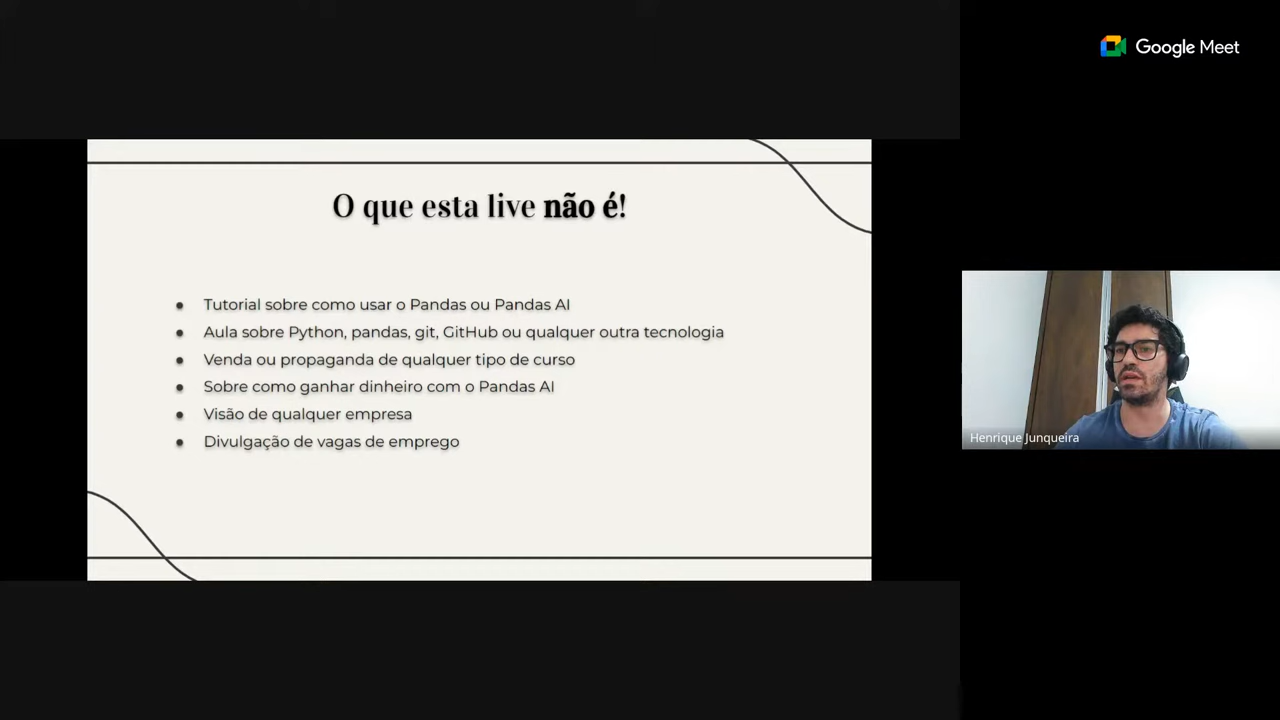 Google Meet
O que esta live não é!
Tutorial sobre como usar o Pandas ou Pandas AI
Aula sobre Python, pandas, git, GitHub ou qualquer outra tecnologia
Venda ou propaganda de qualquer tipo de curso
Sobre como ganhar dinheiro com o Pandas AI
Visão de qualquer empresa
Divulgação de vagas de emprego
Henrique Junqueira